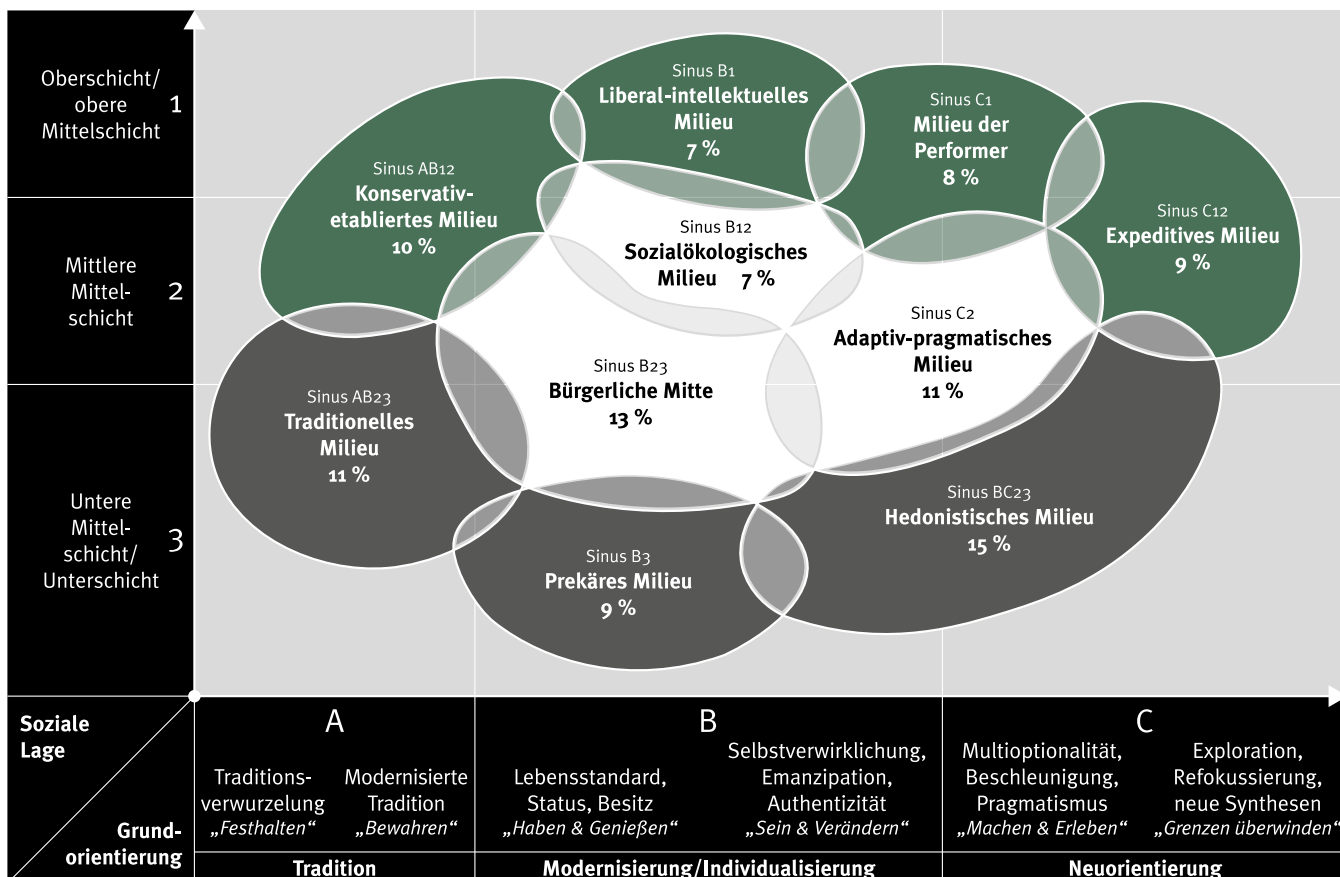 Oberschicht/
obere 1
Mittelschicht
Mittlere
Mittel- 2
schicht
Untere
Mittel- 3
schicht/
Unterschicht
Sinus B1
Liberal-intellektuelles
Milieu
7 %
Sinus C1
Milieu der
Performer
8 %
Sinus AB12
Konservativ-
etabliertes Milieu
10 %
Sinus B12
Sozialökologisches
Milieu 7 %
Sinus C12
Expeditives Milieu
9 %
Sinus C2
Adaptiv-pragmatisches
Milieu
11 %
Sinus B23
Bürgerliche Mitte
13 %
Sinus AB23
Traditionelles
Milieu
11 %
Sinus BC23
Hedonistisches Milieu
15 %
Sinus B3
Prekäres Milieu
9 %
Soziale
Lage
Grund-
orientierung
A
Traditions-
verwurzelung
„Festhalten“
Modernisierte
Tradition
„Bewahren“
Tradition
B
Lebensstandard,
Status, Besitz
„Haben & Genießen“
Selbstverwirklichung,
Emanzipation,
Authentizität
„Sein & Verändern“
Modernisierung/Individualisierung
C
Multioptionalität,
Beschleunigung,
Pragmatismus
„Machen & Erleben“
Exploration,
Refokussierung,
neue Synthesen
„Grenzen überwinden“
Neuorientierung